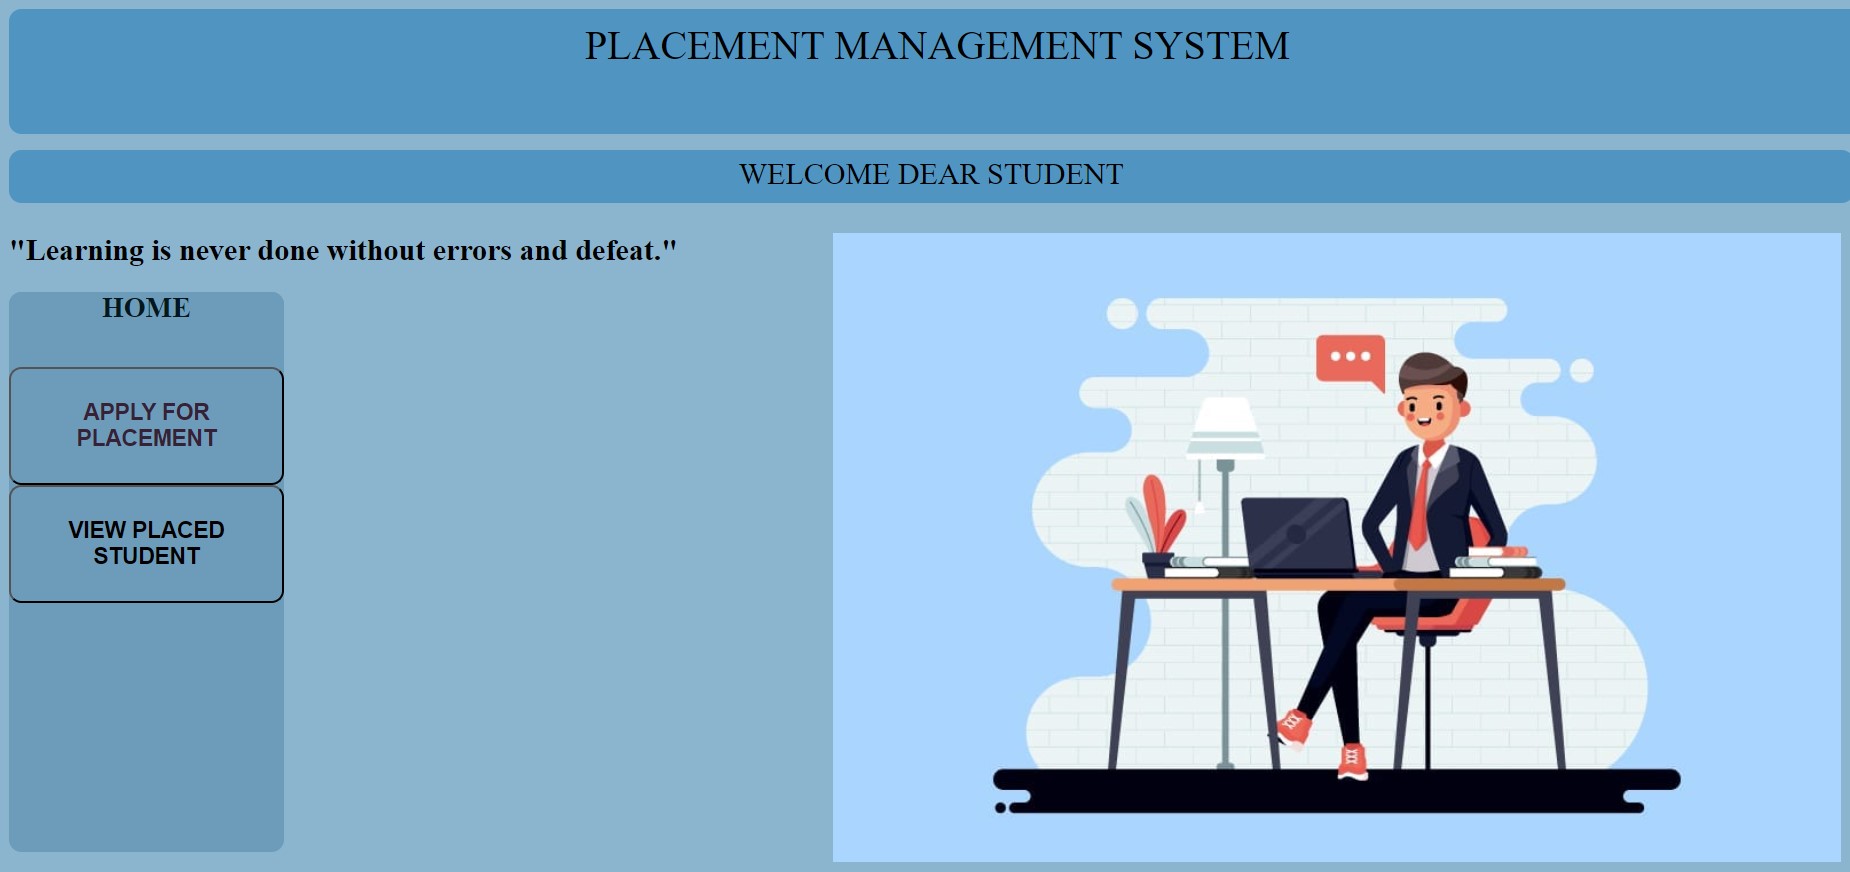 PLACEMENT MANAGEMENT SYSTEM
WELCOME DEAR STUDENT
"Learning is never done without errors and defeat."
HOME
APPLY FOR
PLACEMENT
VIEW PLACED
STUDENT